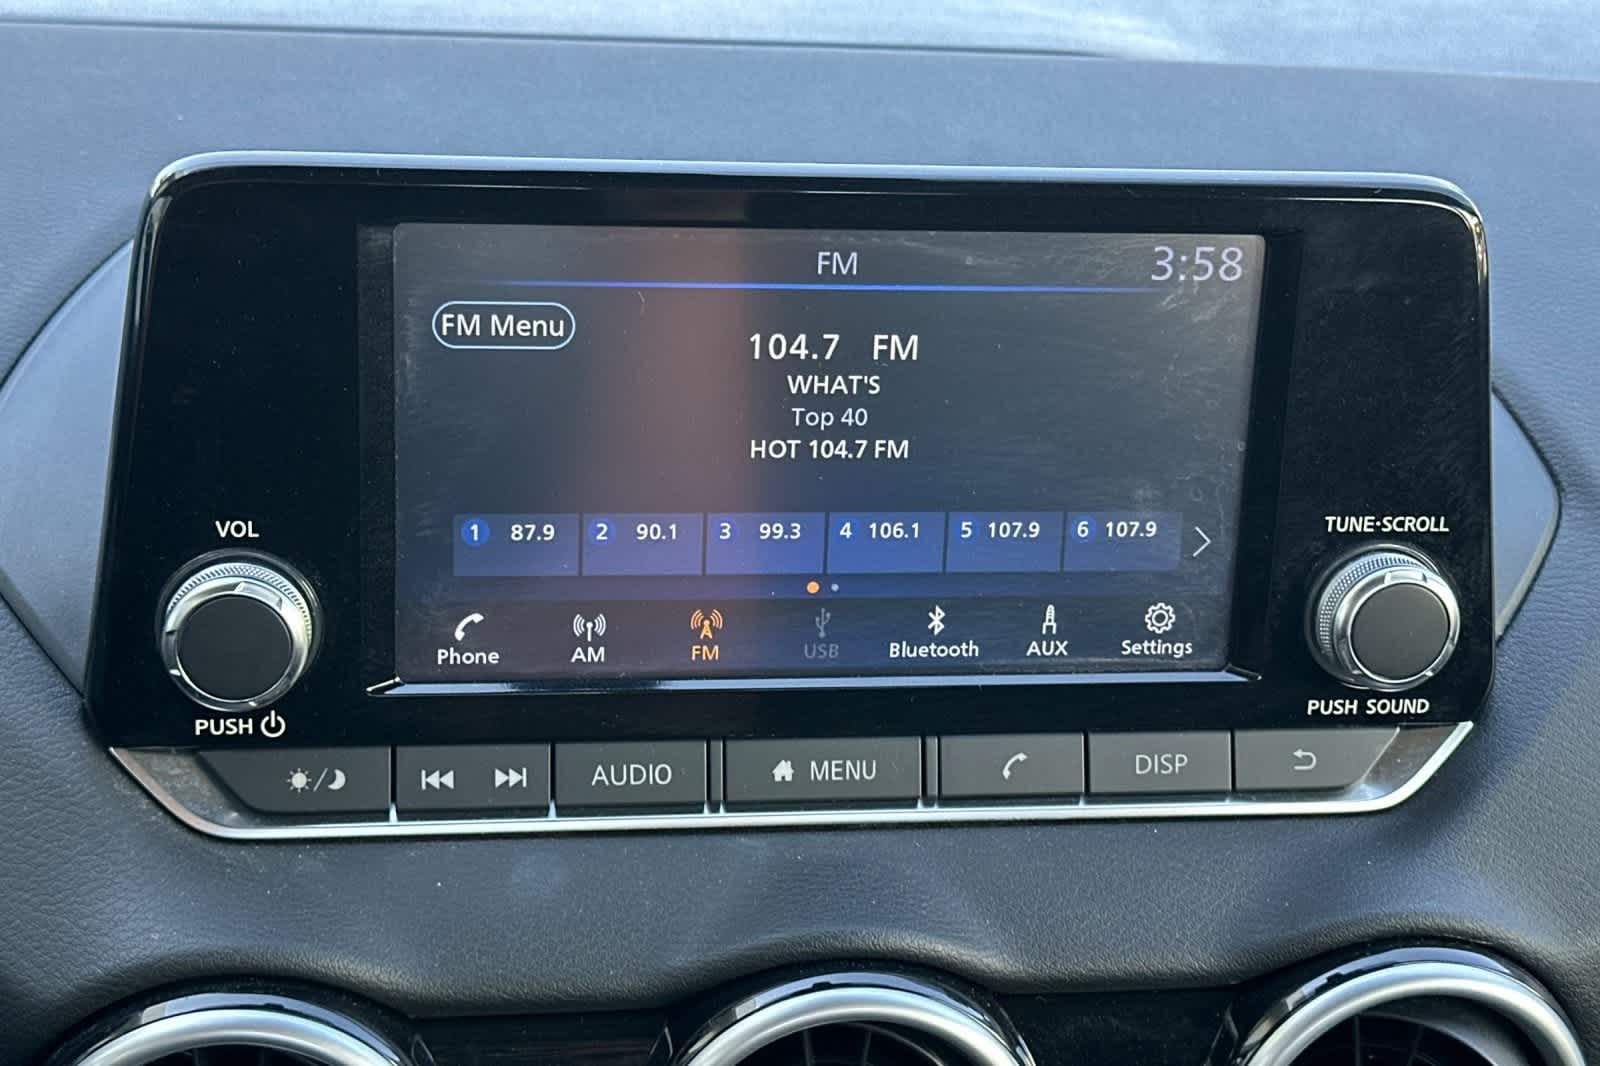 FM
3:58
FM Menu
104.7 FM
WHAT'S
Top 40
HOT 104.7 FM
VOL
TUNE·SCROLL
1 87.9
2 90.1
3 99.3
4 106.1
5 107.9
6 107.9
Phone
AM
FM
USB
Bluetooth
AUX
Settings
PUSH
PUSH SOUND
AUDIO
MENU
DISP